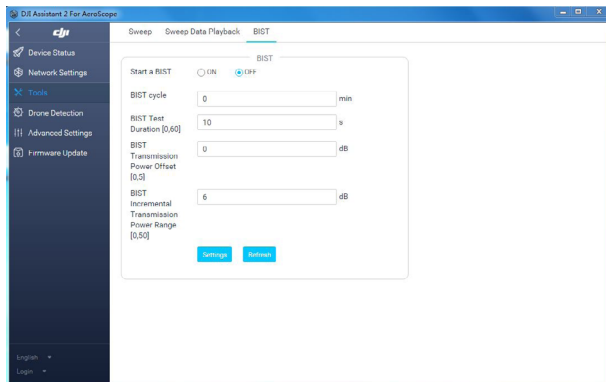 DJI Assistant 2 For AeroScope
dji
Sweep Sweep Data Playback BIST
Device Status
Network Settings
Tools
Drone Detection
Advanced Settings
Firmware Update
BIST
Start a BIST ON OFF
BIST cycle 0 min
BIST Test
Duration [0,60] 10 s
BIST
Transmission
Power Offset
[0,5]
0 dB
BIST
Incremental
Transmission
Power Range
[0,50]
6 dB
Settings Refresh
English
Login